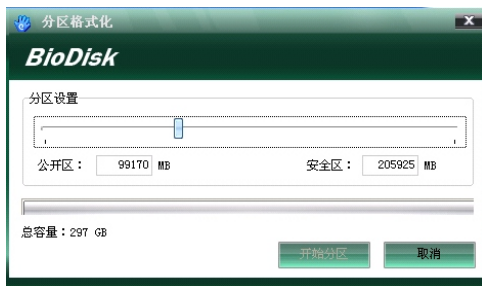 分区格式化
BioDisk
分区设置
公开区： 99170 MB 安全区： 205925 MB
总容量：297 GB
开始分区 取消